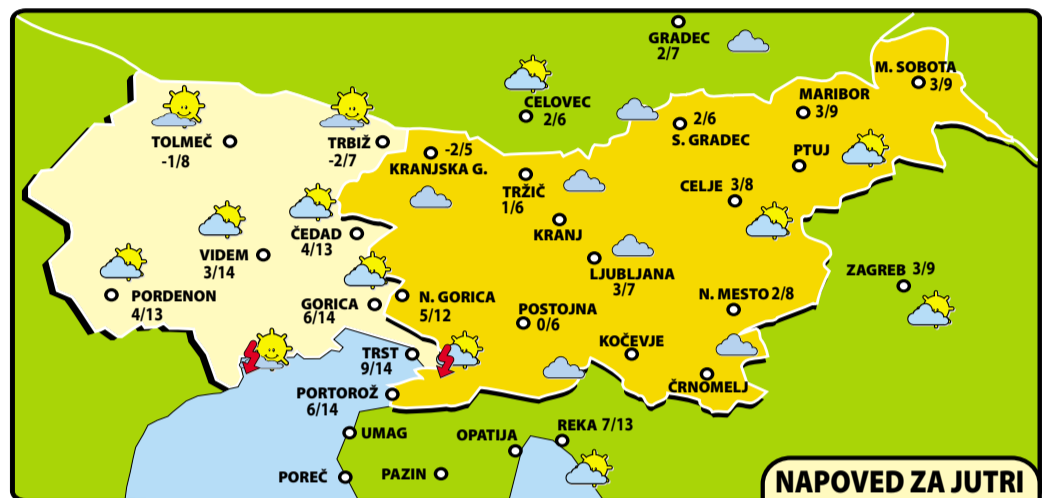 GRADEC
2/7
M. SOBOTA
3/9
CELOVEC
2/6
MARIBOR
3/9
TOLMEČ
-1/8
TRBIŽ
-2/7
-2/5
KRANJSKA G.
2/6
S. GRADEC
PTUJ
TRŽIČ
1/6
CELJE 3/8
KRANJ
ČEDAD
4/13
VIDEM
3/14
LJUBLJANA
3/7
ZAGREB 3/9
PORDENON
4/13
GORICA
6/14
N. GORICA
5/12
POSTOJNA
0/6
N. MESTO 2/8
KOČEVJE
TRST
9/14
ČRNOMELJ
PORTOROŽ
6/14
UMAG
OPATIJA
REKA 7/13
POREČ
PAZIN
NAPOVED ZA JUTRI